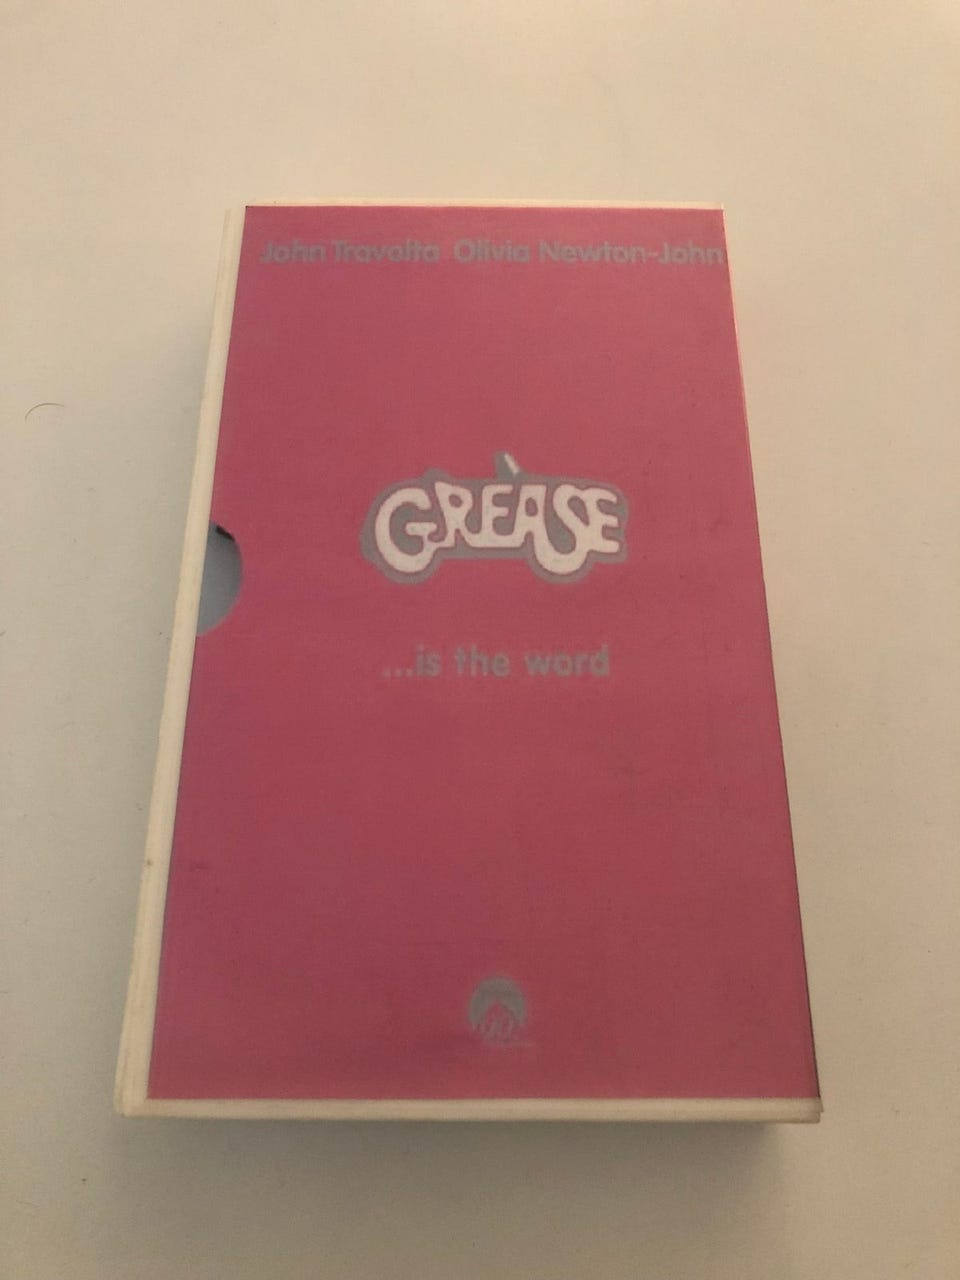 John Travolta Olivia Newton-John
GREASE
...is the word